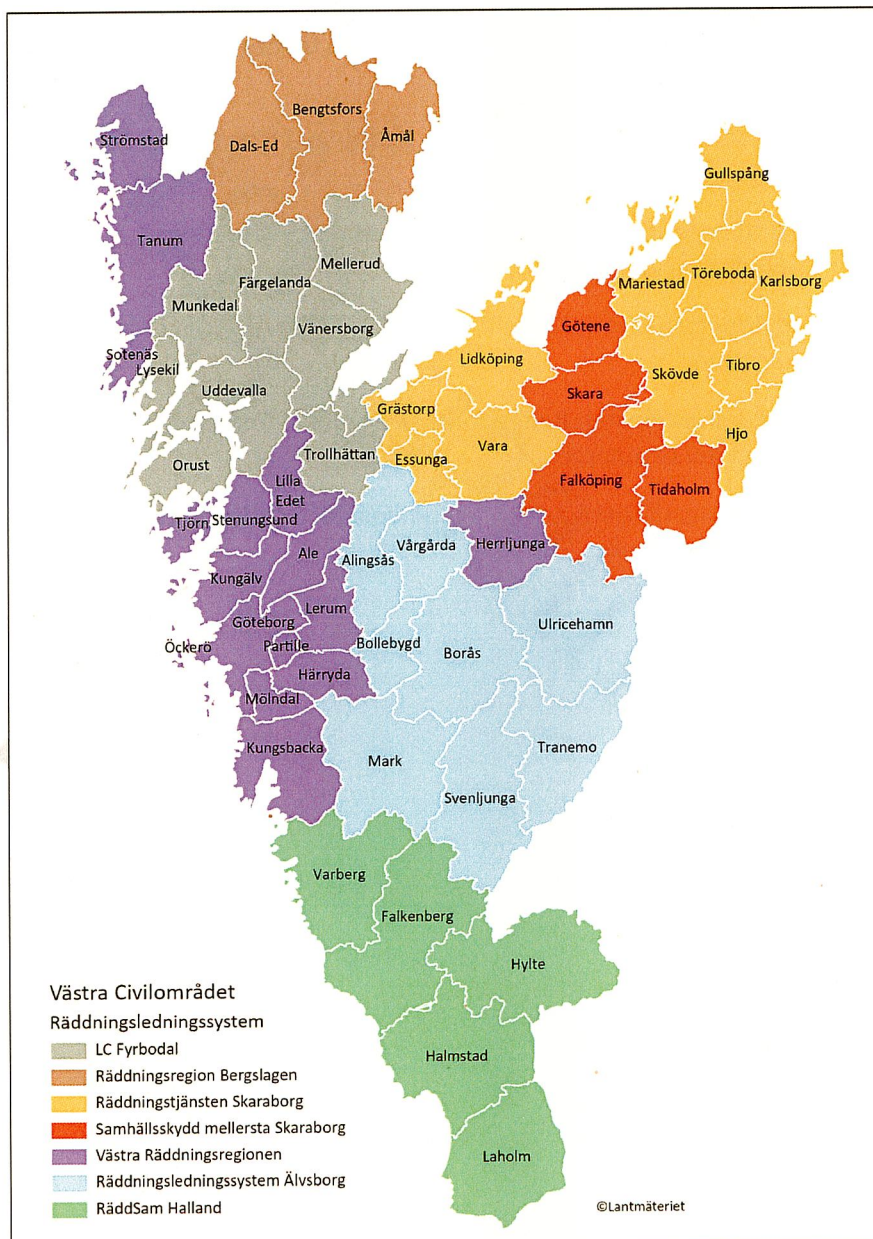 Bengtsfors
Åmål
Strömstad
Dals-Ed
Gullspång
Tanum
Mellerud
Färgelanda
Mariestad
Töreboda
Karlsborg
Munkedal
Götene
Vänersborg
Sotenäs
Lysekil
Lidköping
Tibro
Skövde
Uddevalla
Skara
Grästorp
Hjo
Vara
Trollhättan
Essunga
Orust
Lilla
Edet
Falköping
Tidaholm
Tjörn
Stenungsund
Vårgårda
Herrljunga
Ale
Alingsås
Kungälv
Lerum
Göteborg
Ulricehamn
Öckerö
Partille
Bollebygd
Borås
Härryda
Mölndal
Kungsbacka
Mark
Tranemo
Svenljunga
Varberg
Falkenberg
Hylte
Halmstad
Laholm
Västra Civilområdet
Räddningsledningssystem
LC Fyrbodal
Räddningsregion Bergslagen
Räddningstjänsten Skaraborg
Samhällsskydd mellersta Skaraborg
Västra Räddningsregionen
Räddningsledningssystem Älvsborg
RäddSam Halland
©Lantmäteriet